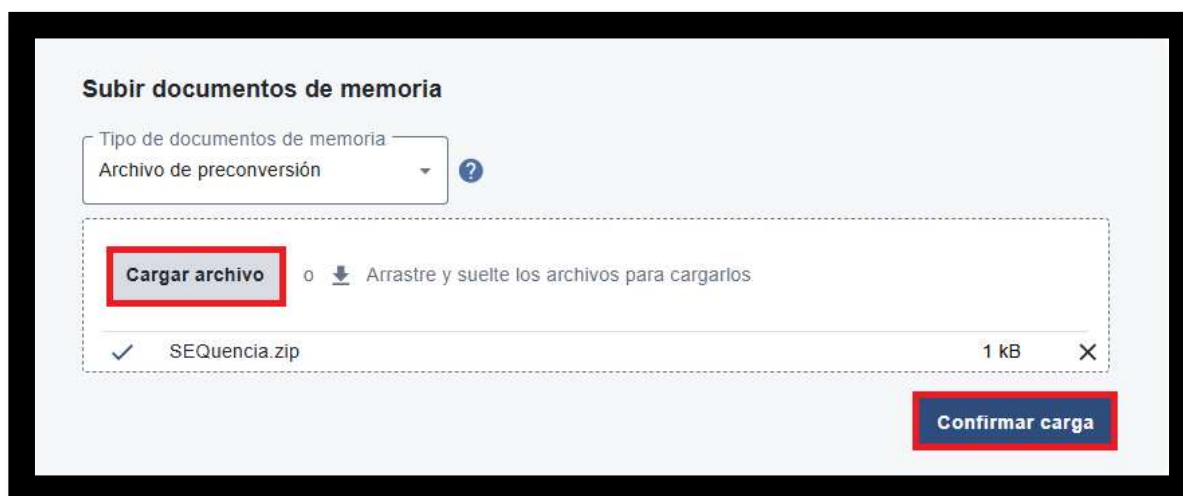 Subir documentos de memoria
Tipo de documentos de memoria
Archivo de preconversión
?
Cargar archivo o Arrastre y suelte los archivos para cargarlos
SEQuencia.zip 1 kB
Confirmar carga